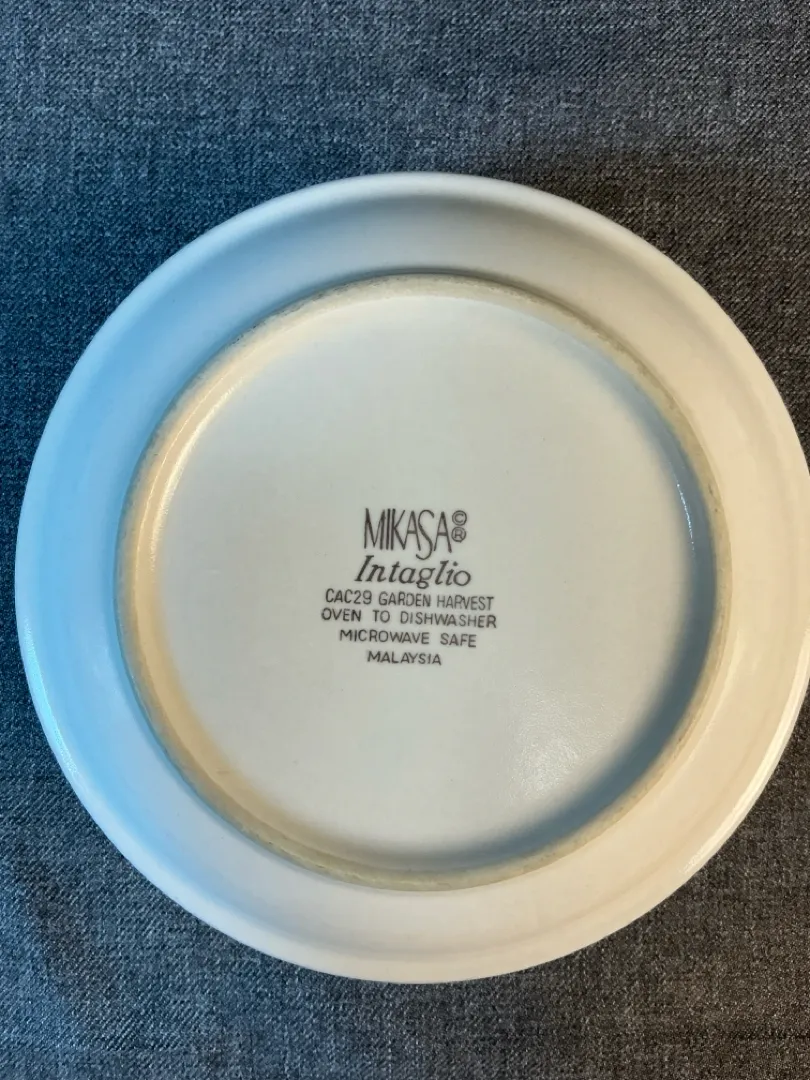 MIKASA©®
Intaglio
CAC29 GARDEN HARVEST
OVEN TO DISHWASHER
MICROWAVE SAFE
MALAYSIA